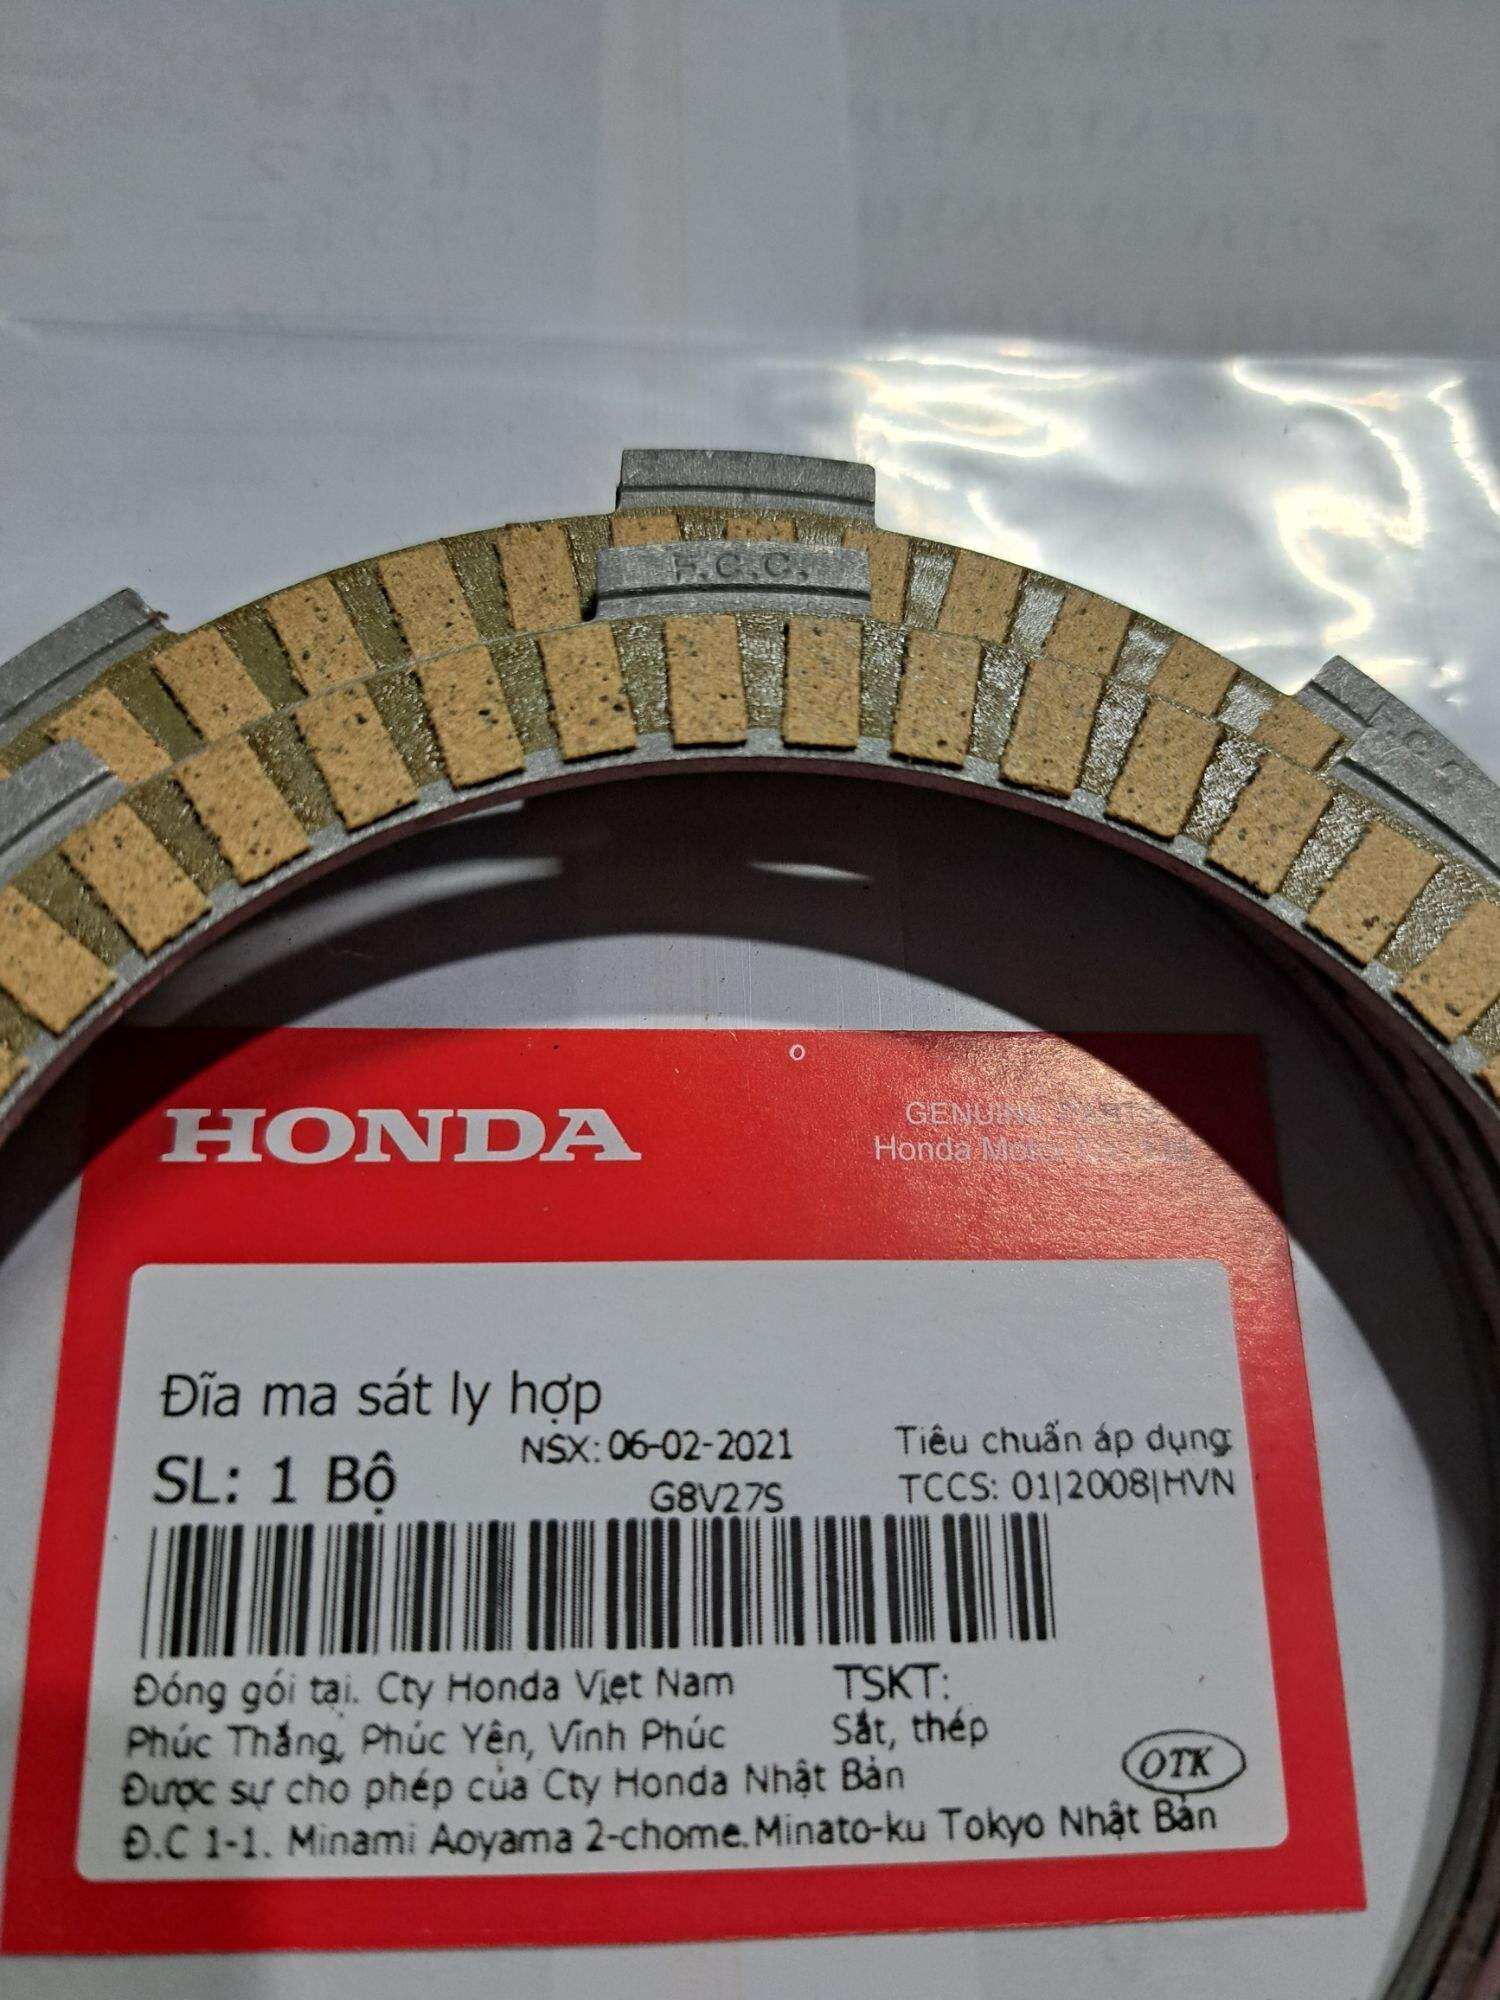 F.C.C.
F.C.C
HONDA
GENUINE PARTS
Honda Motor
Đĩa ma sát ly hợp
SL: 1 Bộ
NSX: 06-02-2021
G8V27S
Tiêu chuẩn áp dụng
TCCS: 01|2008|HVN
Đóng gói tại. Cty Honda Việt Nam
Phúc Thắng, Phúc Yên, Vĩnh Phúc
Được sự cho phép của Cty Honda Nhật Bản
Đ.C 1-1. Minami Aoyama 2-chome. Minato-ku Tokyo Nhật Bản
TSKT:
Sắt, thép
OTK